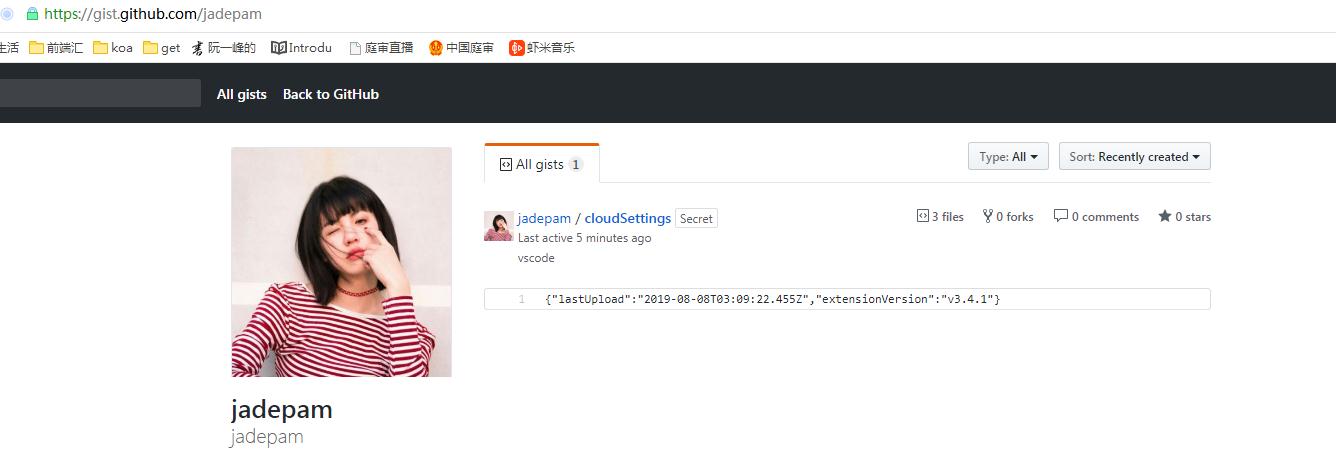 https://gist.github.com/jadepam
生活 前端汇 koa get 阮一峰的 Introdu 庭审直播 中国庭审 虾米音乐
All gists Back to GitHub
All gists 1 Type: All Sort: Recently created
jadepam / cloudSettings Secret 3 files 0 forks 0 comments 0 stars
Last active 5 minutes ago
vscode
1 {"lastUpload":"2019-08-08T03:09:22.455Z","extensionVersion":"v3.4.1"}
jadepam
jadepam